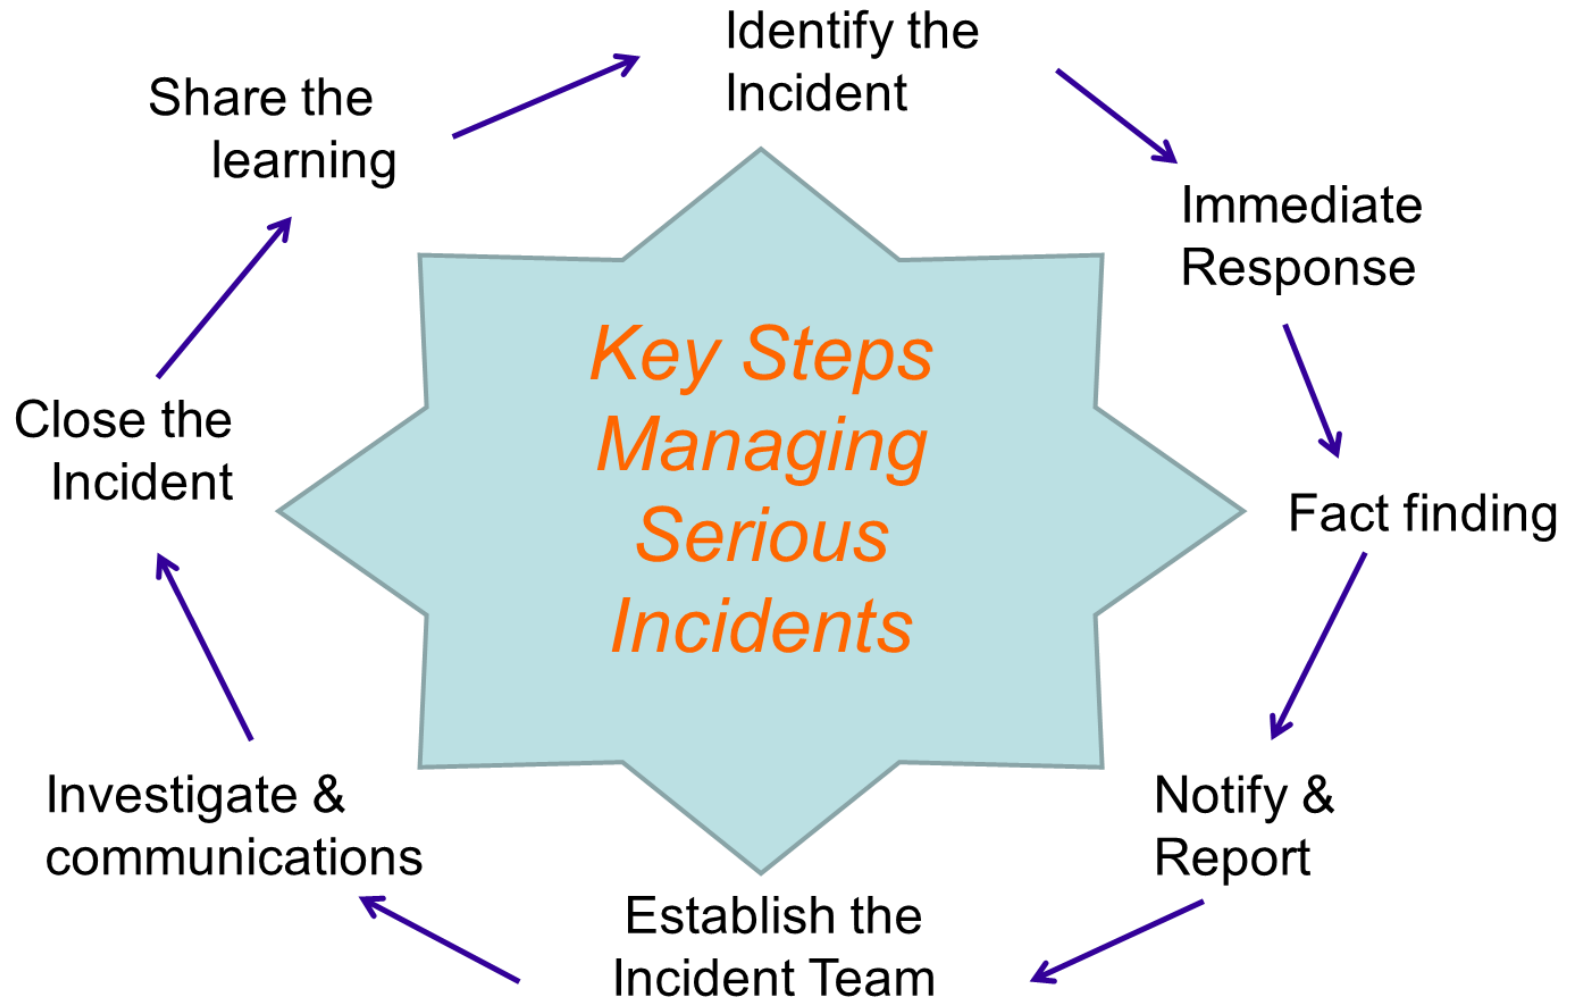 Identify the
Incident
Immediate
Response
Fact finding
Notify &
Report
Establish the
Incident Team
Investigate &
communications
Close the
Incident
Share the
learning
Key Steps
Managing
Serious
Incidents